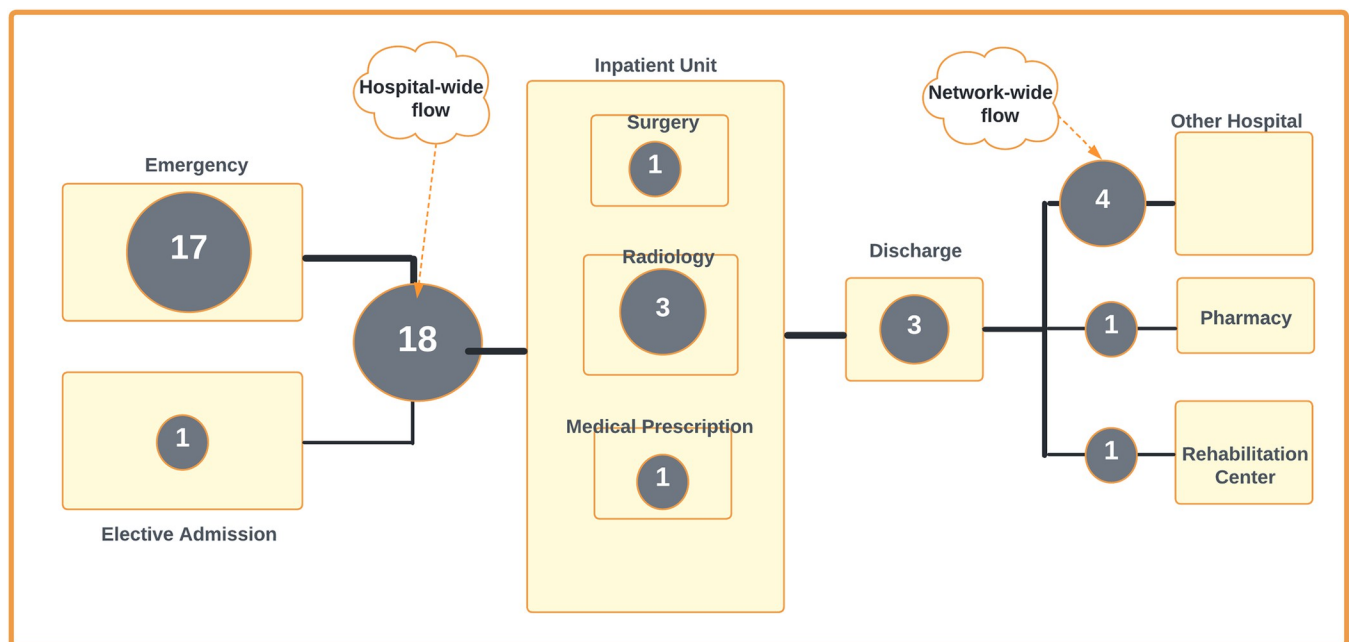 Hospital-wide
flow
Inpatient Unit
Network-wide
flow
Surgery
1
Other Hospital
4
Emergency
17
Radiology
3
Discharge
3
18
1
Pharmacy
1
Elective Admission
Medical Prescription
1
1
Rehabilitation
Center